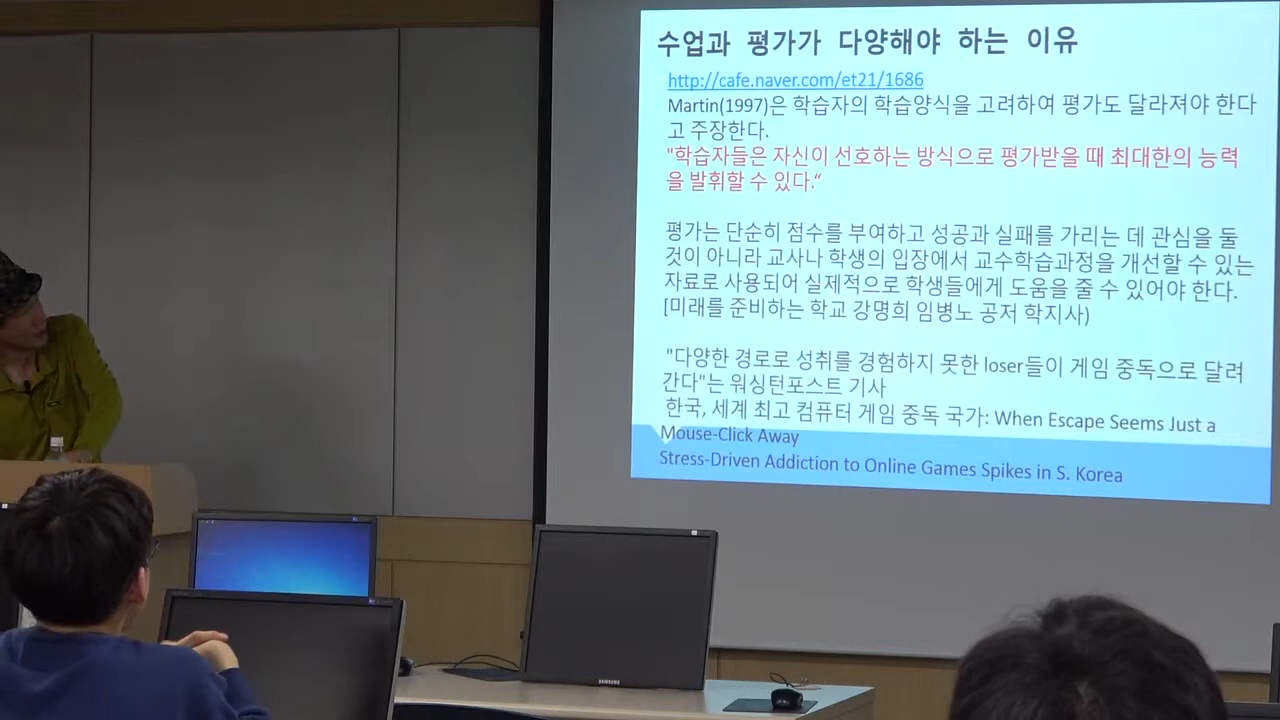 수업과 평가가 다양해야 하는 이유
http://cafe.naver.com/et21/1686
Martin(1997)은 학습자의 학습양식을 고려하여 평가도 달라져야 한다
고 주장한다.
"학습자들은 자신이 선호하는 방식으로 평가받을 때 최대한의 능력
을 발휘할 수 있다.“
평가는 단순히 점수를 부여하고 성공과 실패를 가리는 데 관심을 둘
것이 아니라 교사나 학생의 입장에서 교수학습과정을 개선할 수 있는
자료로 사용되어 실제적으로 학생들에게 도움을 줄 수 있어야 한다.
[미래를 준비하는 학교 강명희 임병노 공저 학지사)
"다양한 경로로 성취를 경험하지 못한 loser들이 게임 중독으로 달려
간다"는 워싱턴포스트 기사
한국, 세계 최고 컴퓨터 게임 중독 국가: When Escape Seems Just a
Mouse-Click Away
Stress-Driven Addiction to Online Games Spikes in S. Korea
SAMSUNG